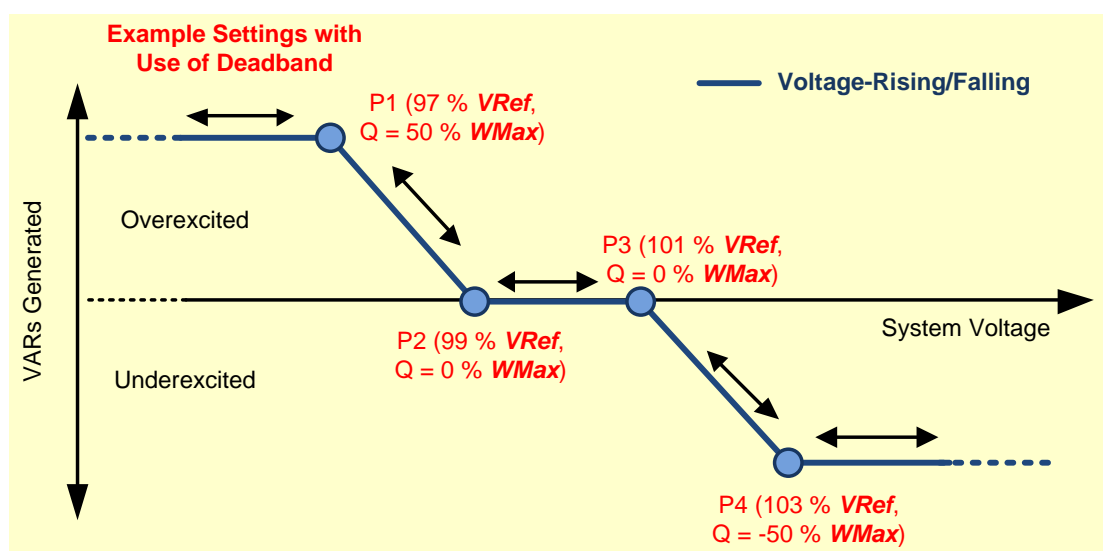 Example Settings with
Use of Deadband
Voltage-Rising/Falling
P1 (97 % VRef,
Q = 50 % WMax)
Overexcited
P3 (101 % VRef,
Q = 0 % WMax)
VARs Generated
System Voltage
P2 (99 % VRef,
Q = 0 % WMax)
Underexcited
P4 (103 % VRef,
Q = -50 % WMax)